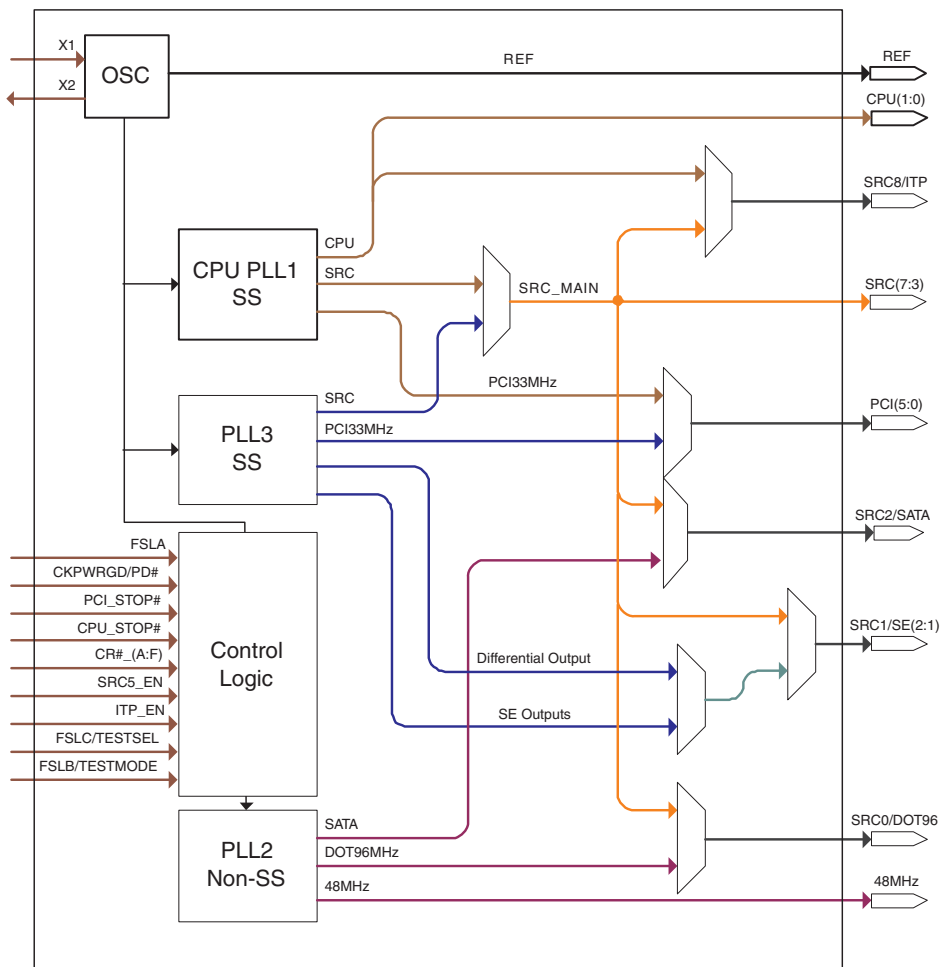 X1
OSC
X2
REF
REF
CPU(1:0)
SRC8/ITP
CPU PLL1
SS
CPU
SRC
SRC_MAIN
SRC(7:3)
PCI33MHz
PLL3
SS
SRC
PCI33MHz
PCI(5:0)
SRC2/SATA
FSLA
CKPWRGD/PD#
PCI_STOP#
CPU_STOP#
CR#_(A:F)
SRC5_EN
ITP_EN
FSLC/TESTSEL
FSLB/TESTMODE
Control
Logic
Differential Output
SE Outputs
SRC1/SE(2:1)
PLL2
Non-SS
SATA
DOT96MHz
48MHz
SRC0/DOT96
48MHz